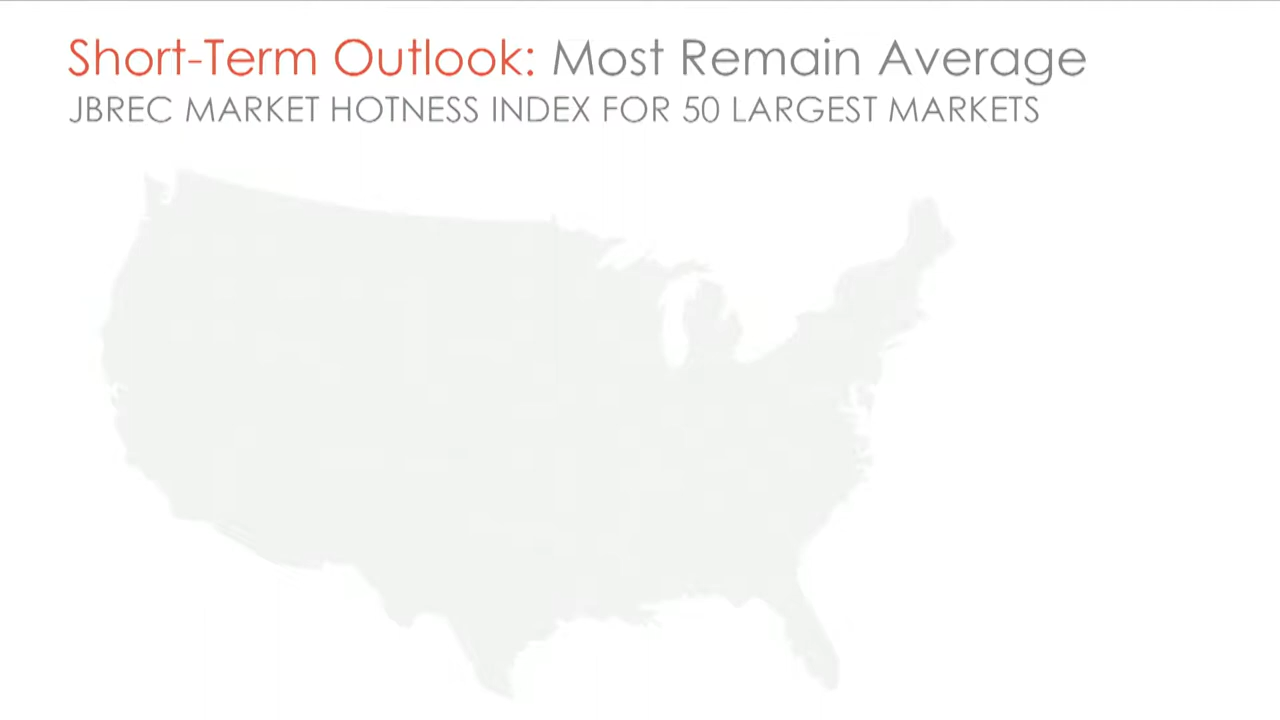 Short-Term Outlook: Most Remain Average
JBREC MARKET HOTNESS INDEX FOR 50 LARGEST MARKETS